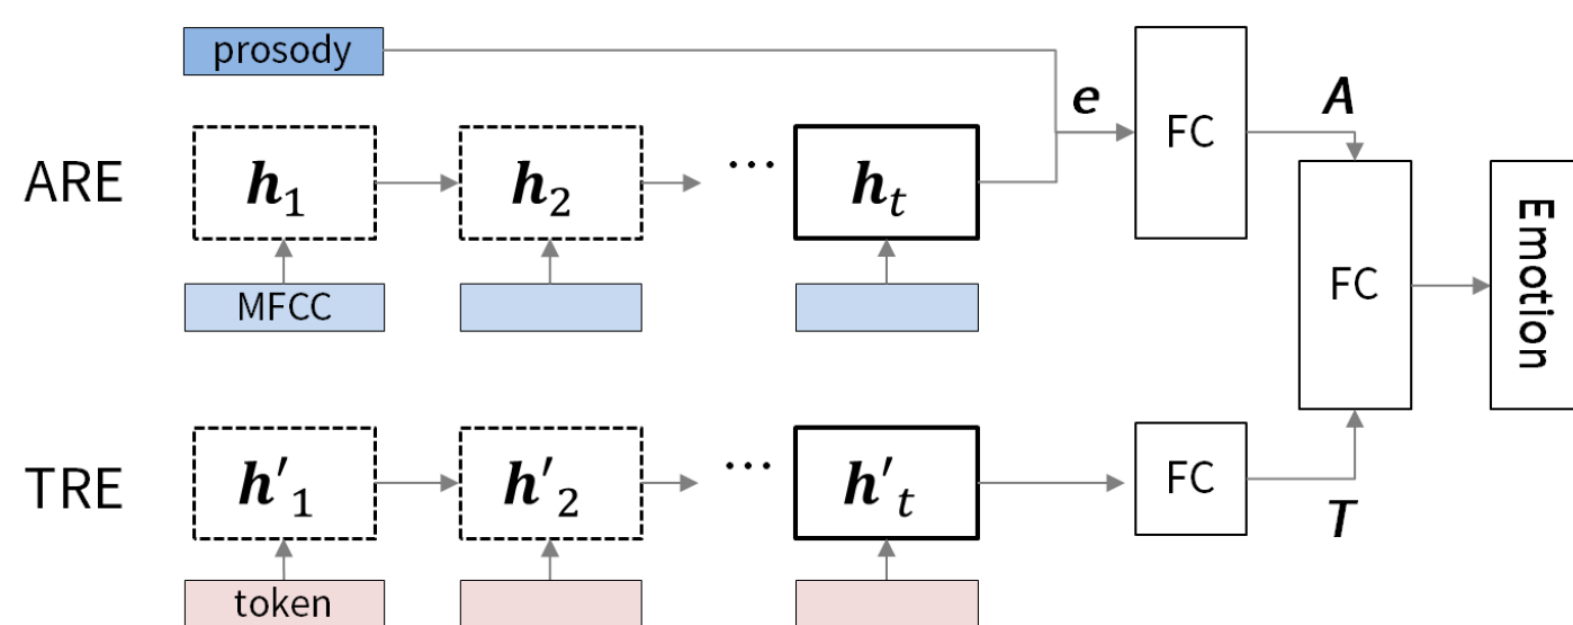 prosody
e
FC
A
ARE
h1
h2
...
ht
FC
Emotion
MFCC
TRE
h'1
h'2
...
h't
FC
T
token